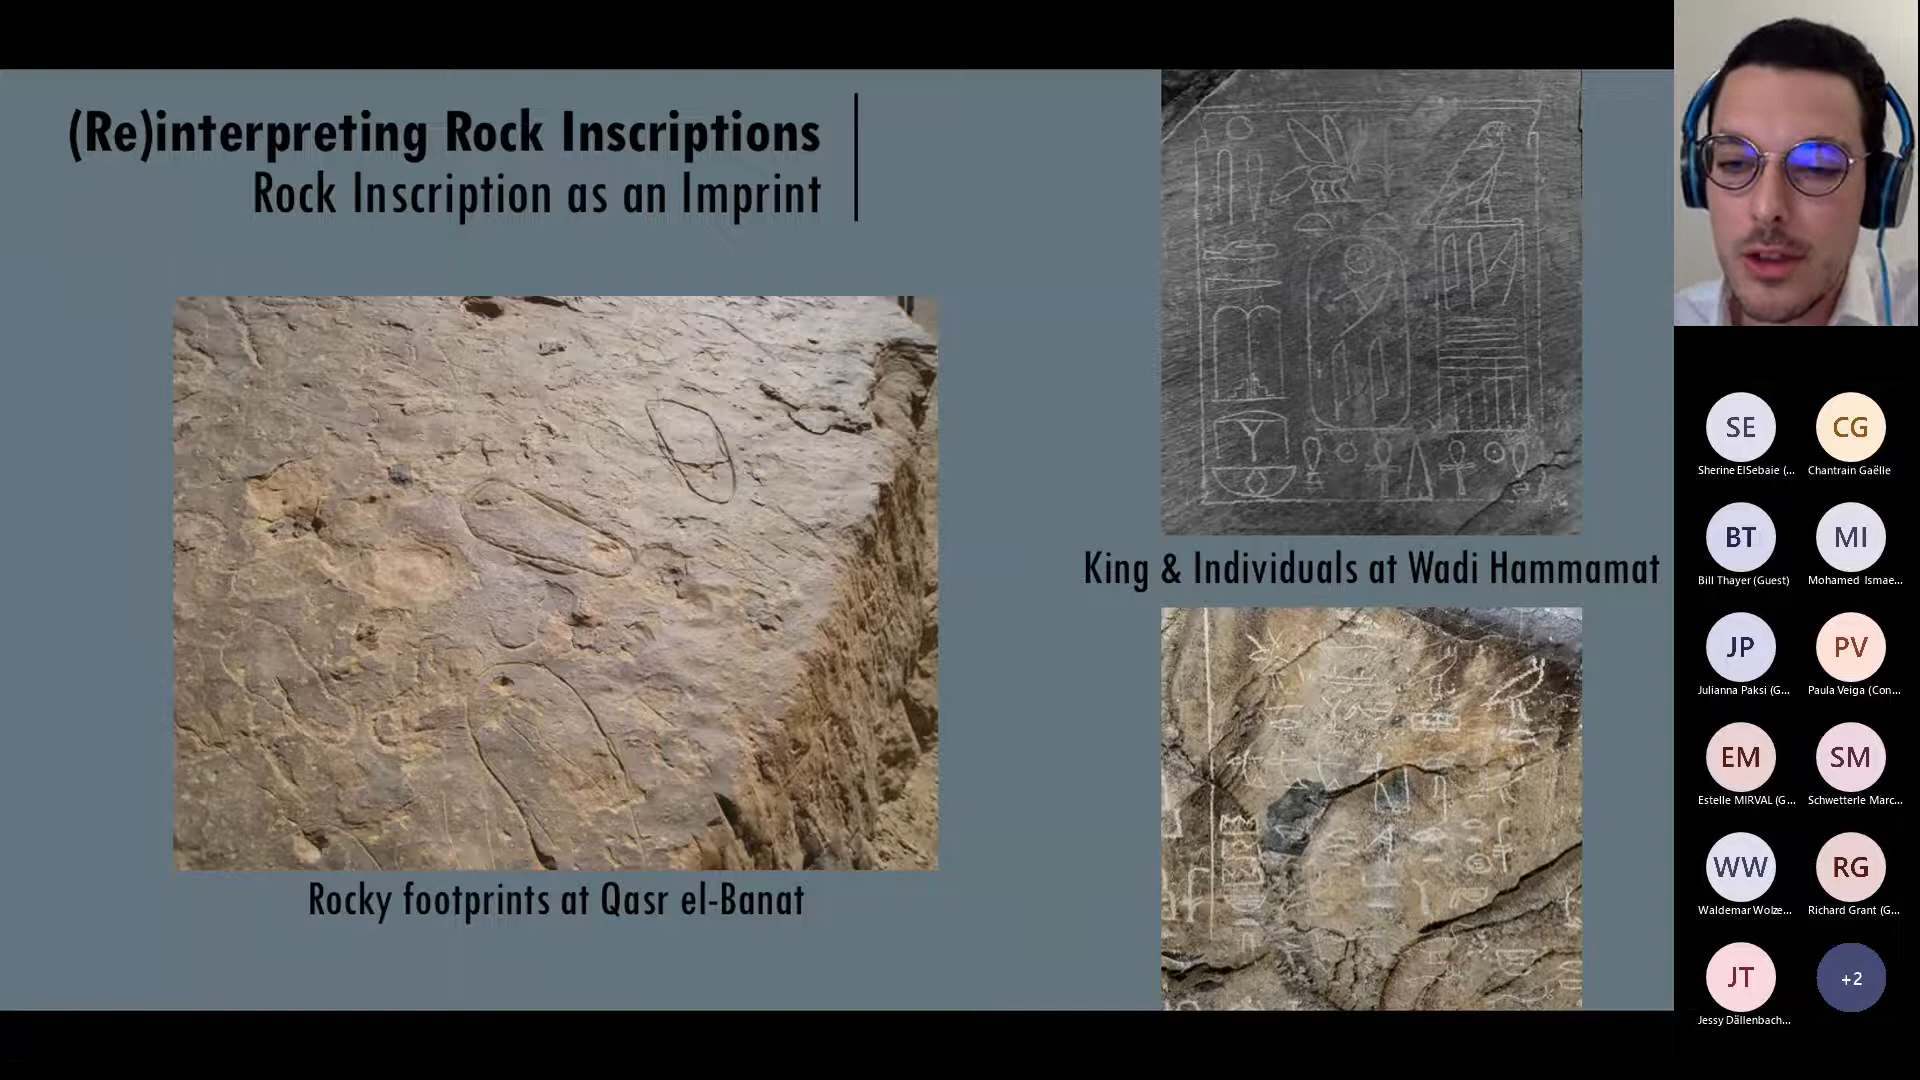 (Re)interpreting Rock Inscriptions
Rock Inscription as an Imprint
Rocky footprints at Qasr el-Banat
King & Individuals at Wadi Hammamat
SE
Sherine ElSebaie (...
CG
Chantrain Gaëlle
BT
Bill Thayer (Guest)
MI
Mohamed Ismae...
JP
Julianna Paksi (G...
PV
Paula Veiga (Con...
EM
Estelle MIRVAL (G...
SM
Schwetterle Marc...
WW
Waldemar Wolze...
RG
Richard Grant (G...
JT
Jessy Dällenbach...
+2